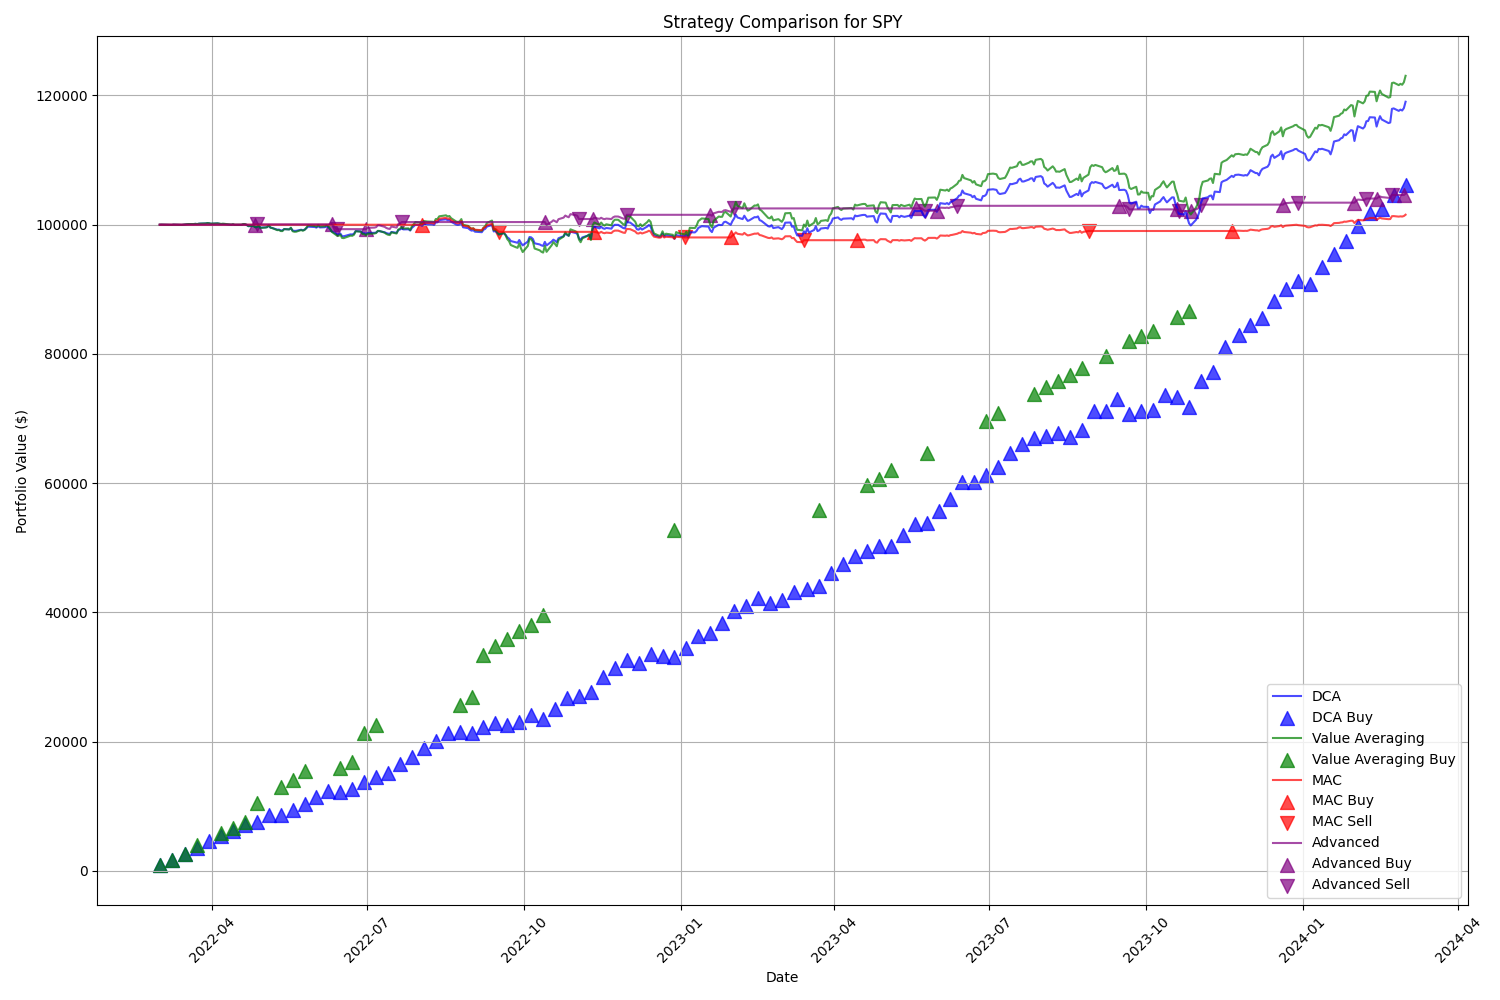 Strategy Comparison for SPY
Portfolio Value ($)
120000
100000
80000
60000
40000
20000
0
2022-04
2022-07
2022-10
2023-01
2023-04
2023-07
2023-10
2024-01
2024-04
Date
DCA
DCA Buy
Value Averaging
Value Averaging Buy
MAC
MAC Buy
MAC Sell
Advanced
Advanced Buy
Advanced Sell